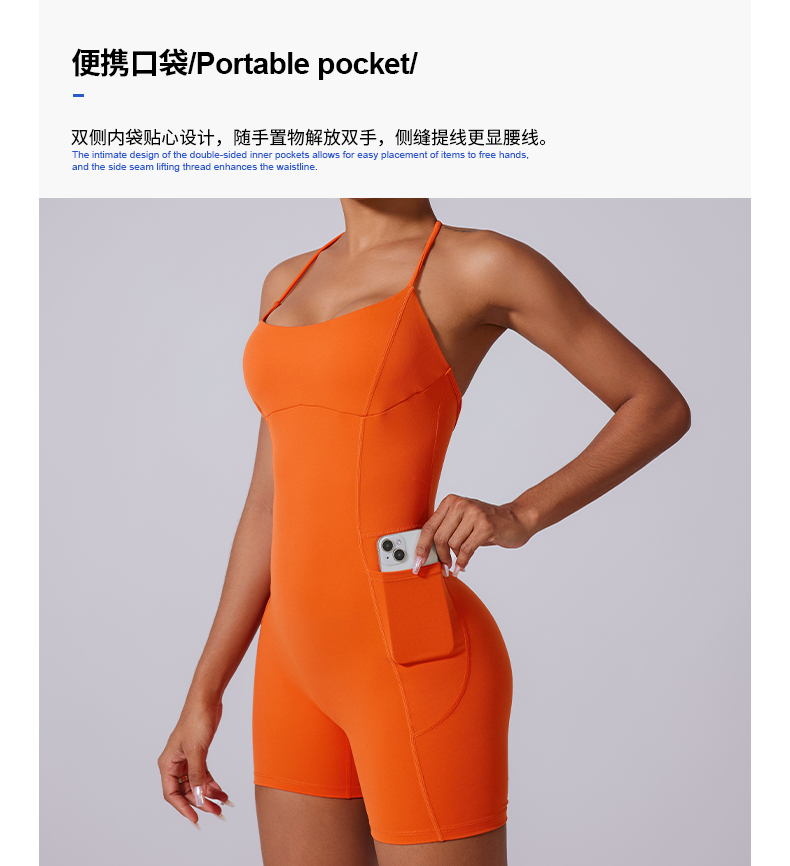 便携口袋/Portable pocket/
双侧内袋贴心设计，随手置物解放双手，侧缝提线更显腰线。
The intimate design of the double-sided inner pockets allows for easy placement of items to free hands,
and the side seam lifting thread enhances the waistline.